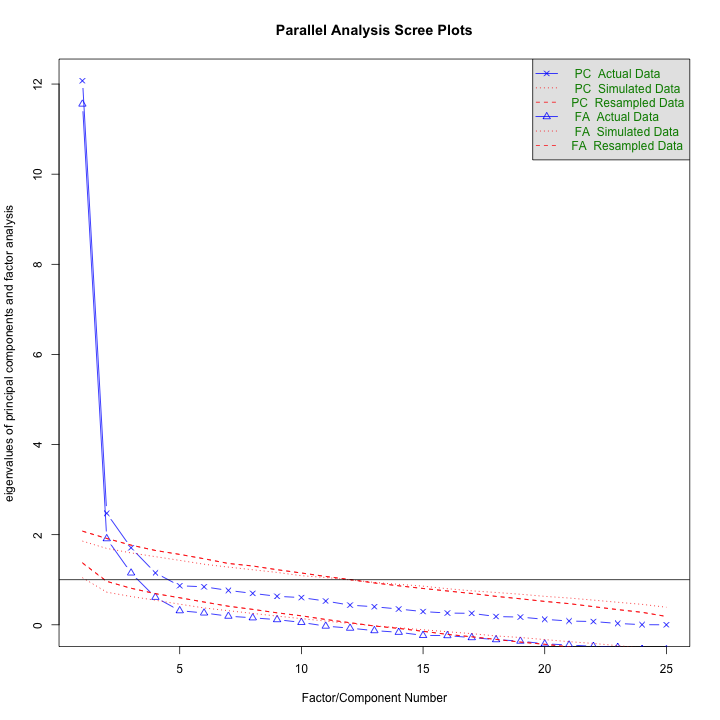 Parallel Analysis Scree Plots
PC Actual Data
PC Simulated Data
PC Resampled Data
FA Actual Data
FA Simulated Data
FA Resampled Data
eigenvalues of principal components and factor analysis
12
10
8
6
4
2
0
5 10 15 20 25
Factor/Component Number